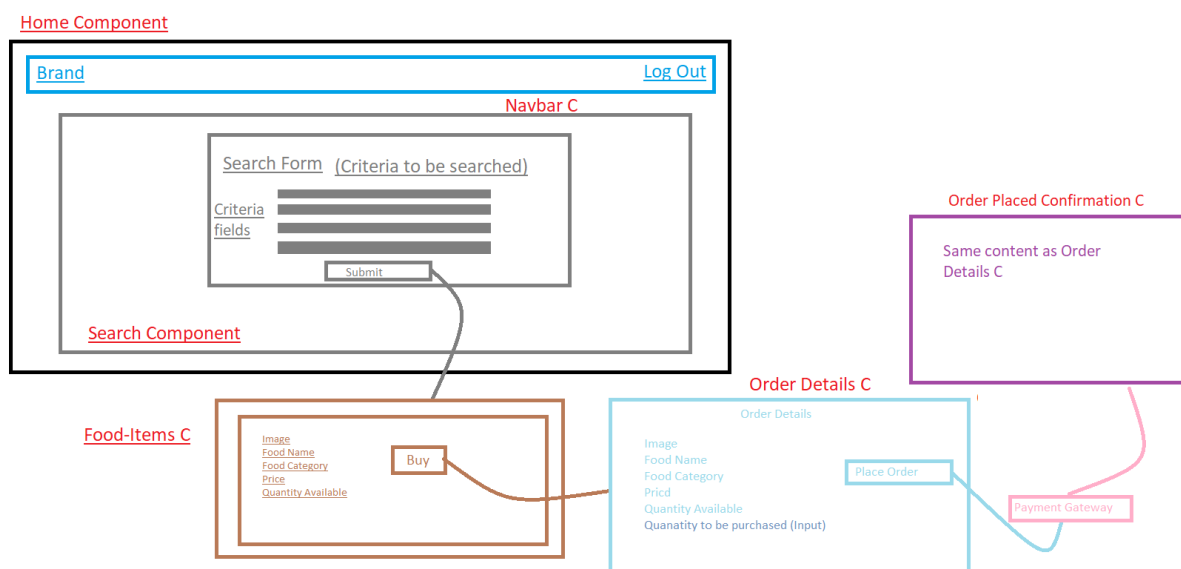 Home Component
Brand
Log Out
Navbar C
Search Form (Criteria to be searched)
Criteria
fields
Submit
Search Component
Order Placed Confirmation C
Same content as Order
Details C
Food-Items C
Image
Food Name
Food Category
Price
Quantity Available
Buy
Order Details C
Order Details
Image
Food Name
Food Category
Pricd
Quantity Available
Quanatity to be purchased (Input)
Place Order
Payment Gateway